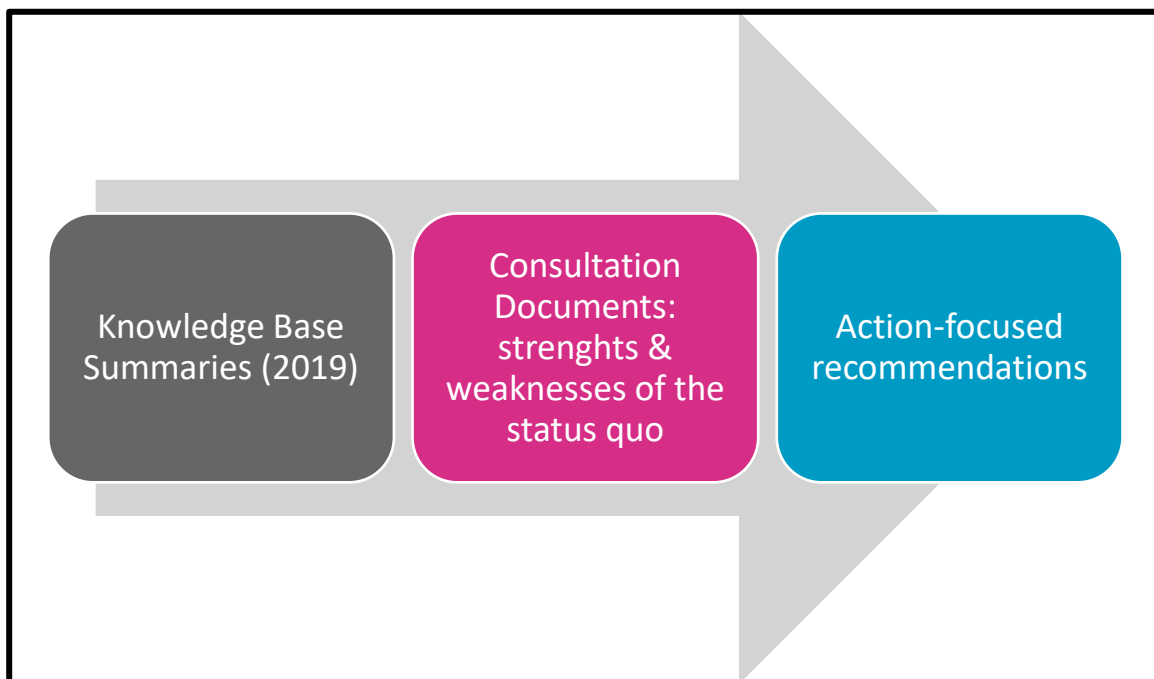 Knowledge Base
Summaries (2019)
Consultation
Documents:
strenghts &
weaknesses of the
status quo
Action-focused
recommendations